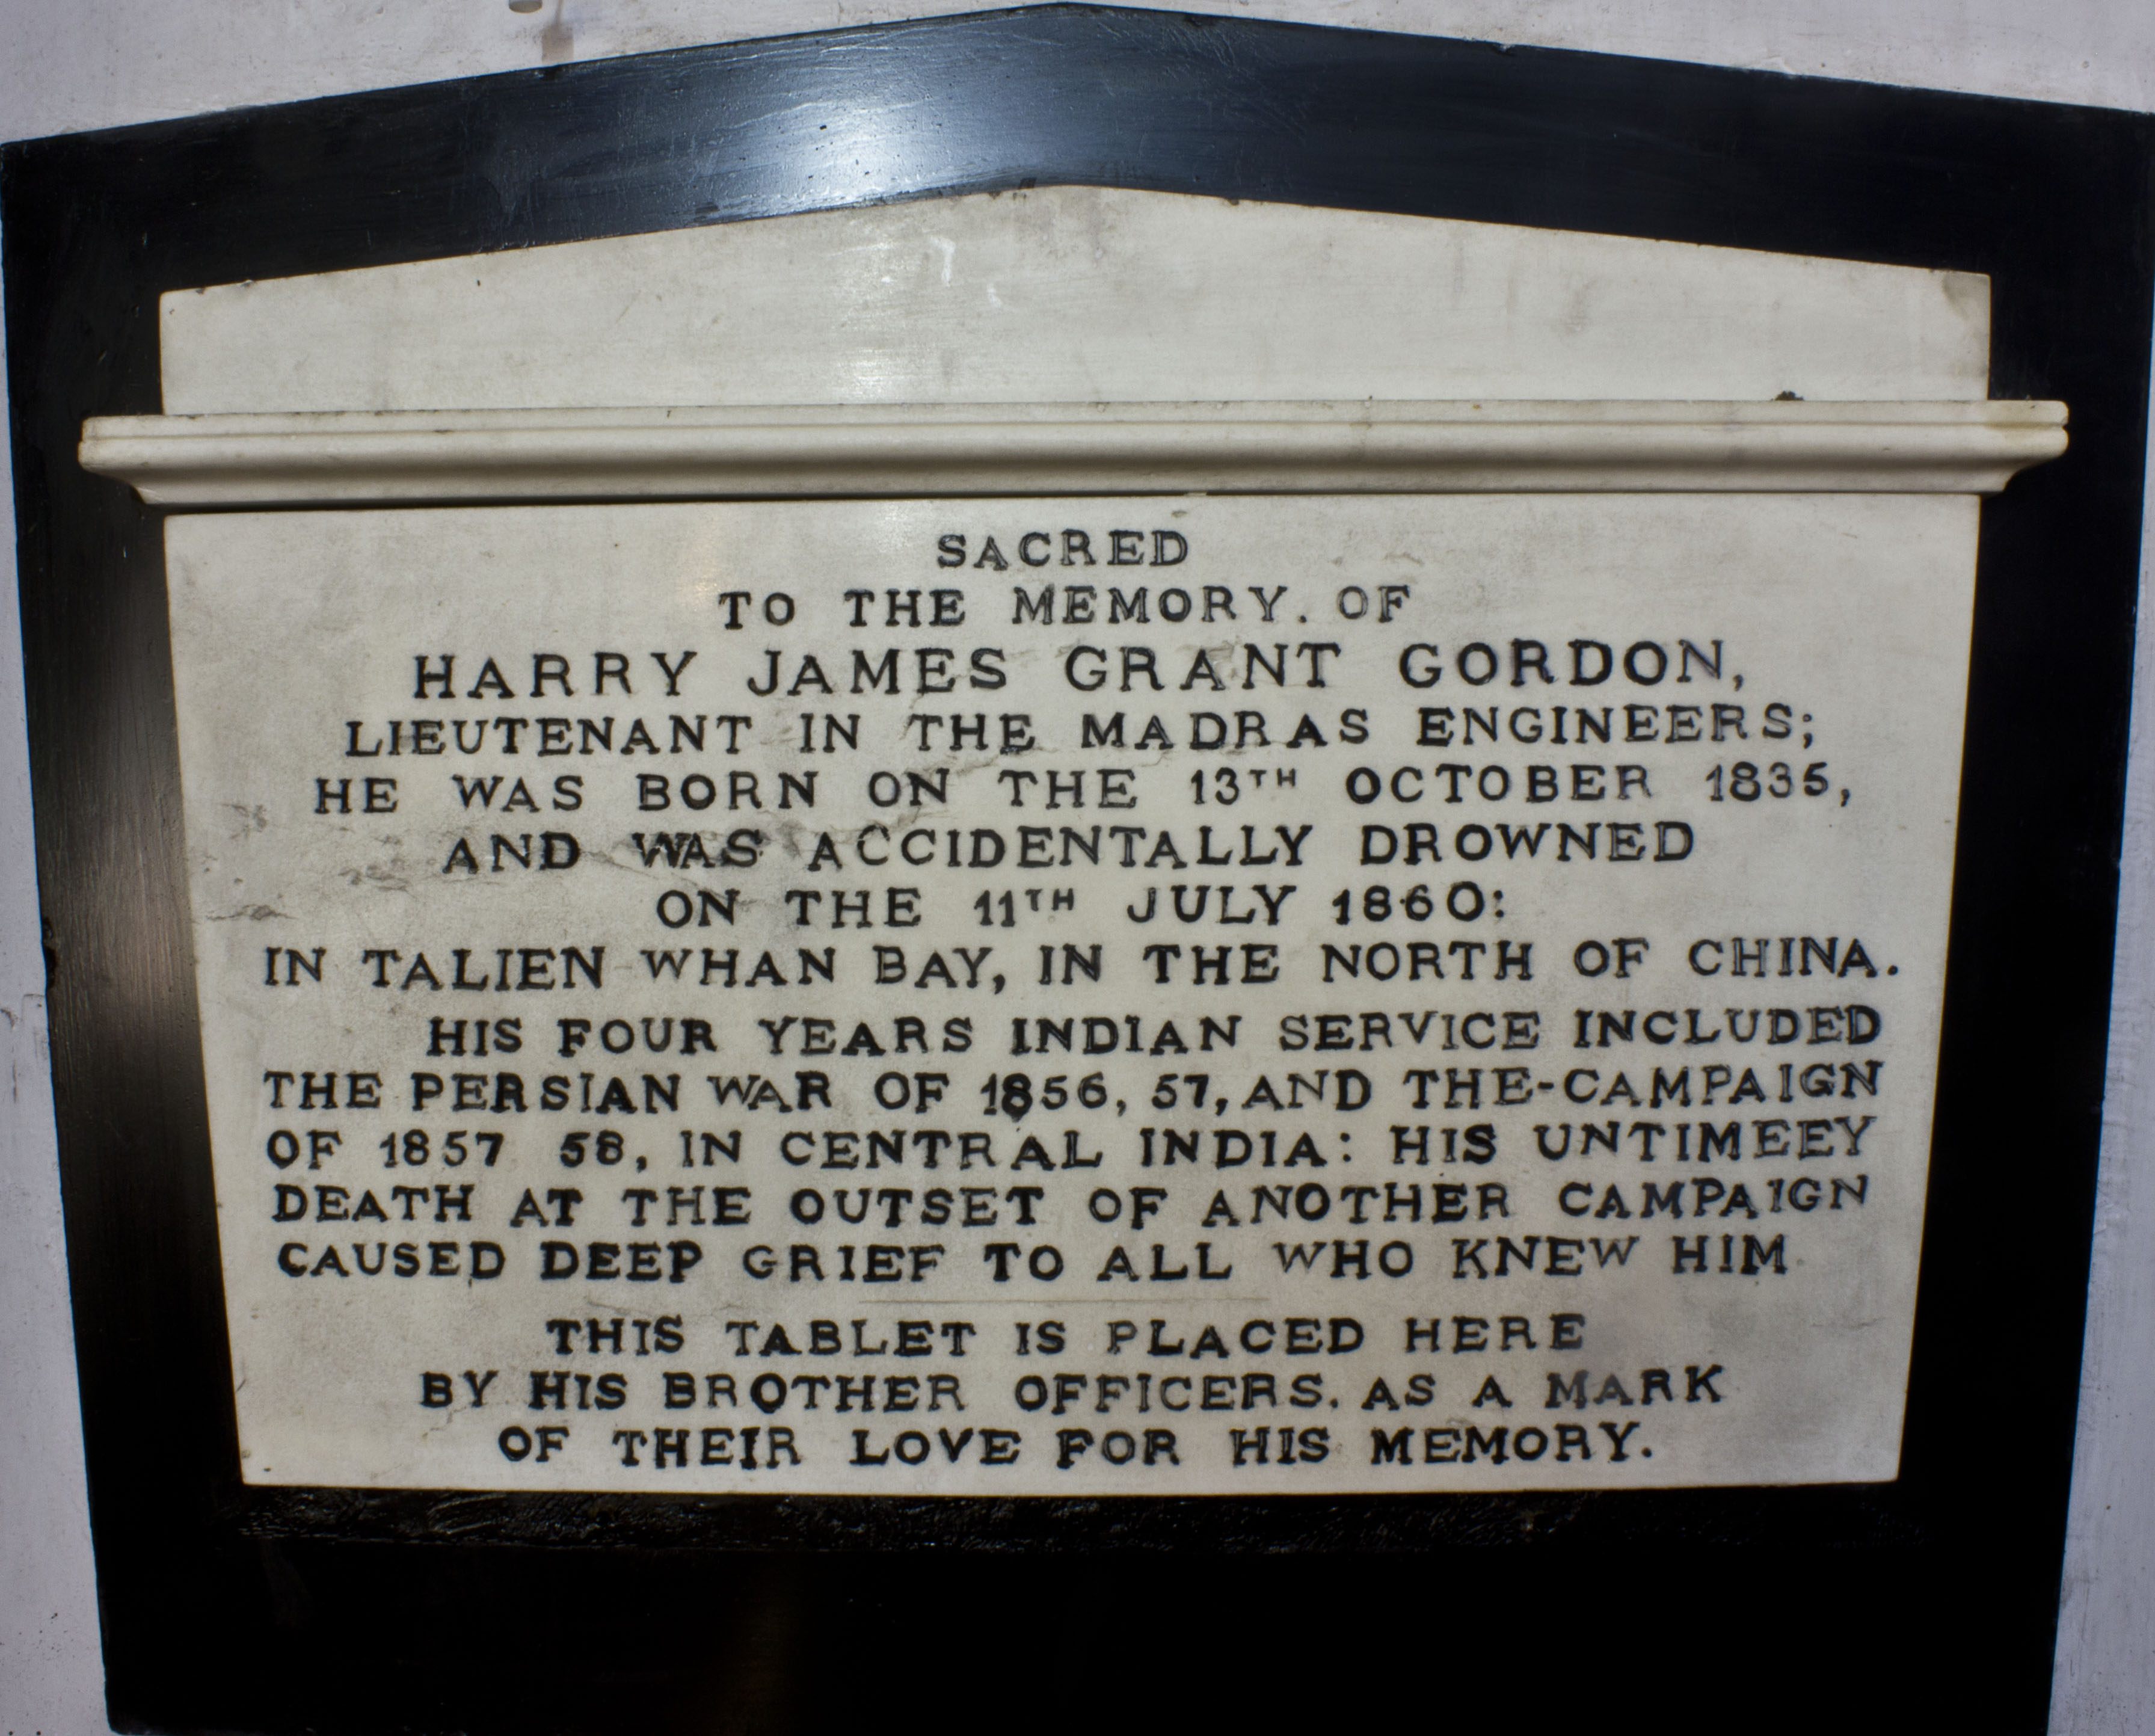 SACRED
TO THE MEMORY. OF
HARRY JAMES GRANT GORDON,
LIEUTENANT IN THE MADRAS ENGINEERS;
HE WAS BORN ON THE 13TH OCTOBER 1835,
AND WAS ACCIDENTALLY DROWNED
ON THE 11TH JULY 1860:
IN TALIEN WHAN BAY, IN THE NORTH OF CHINA.
HIS FOUR YEARS INDIAN SERVICE INCLUDED
THE PERSIAN WAR OF 1856, 57, AND THE-CAMPAIGN
OF 1857 58, IN CENTRAL INDIA: HIS UNTIMEEY
DEATH AT THE OUTSET OF ANOTHER CAMPAIGN
CAUSED DEEP GRIEF TO ALL WHO KNEW HIM
THIS TABLET IS PLACED HERE
BY HIS BROTHER OFFICERS. AS A MARK
OF THEIR LOVE FOR HIS MEMORY.